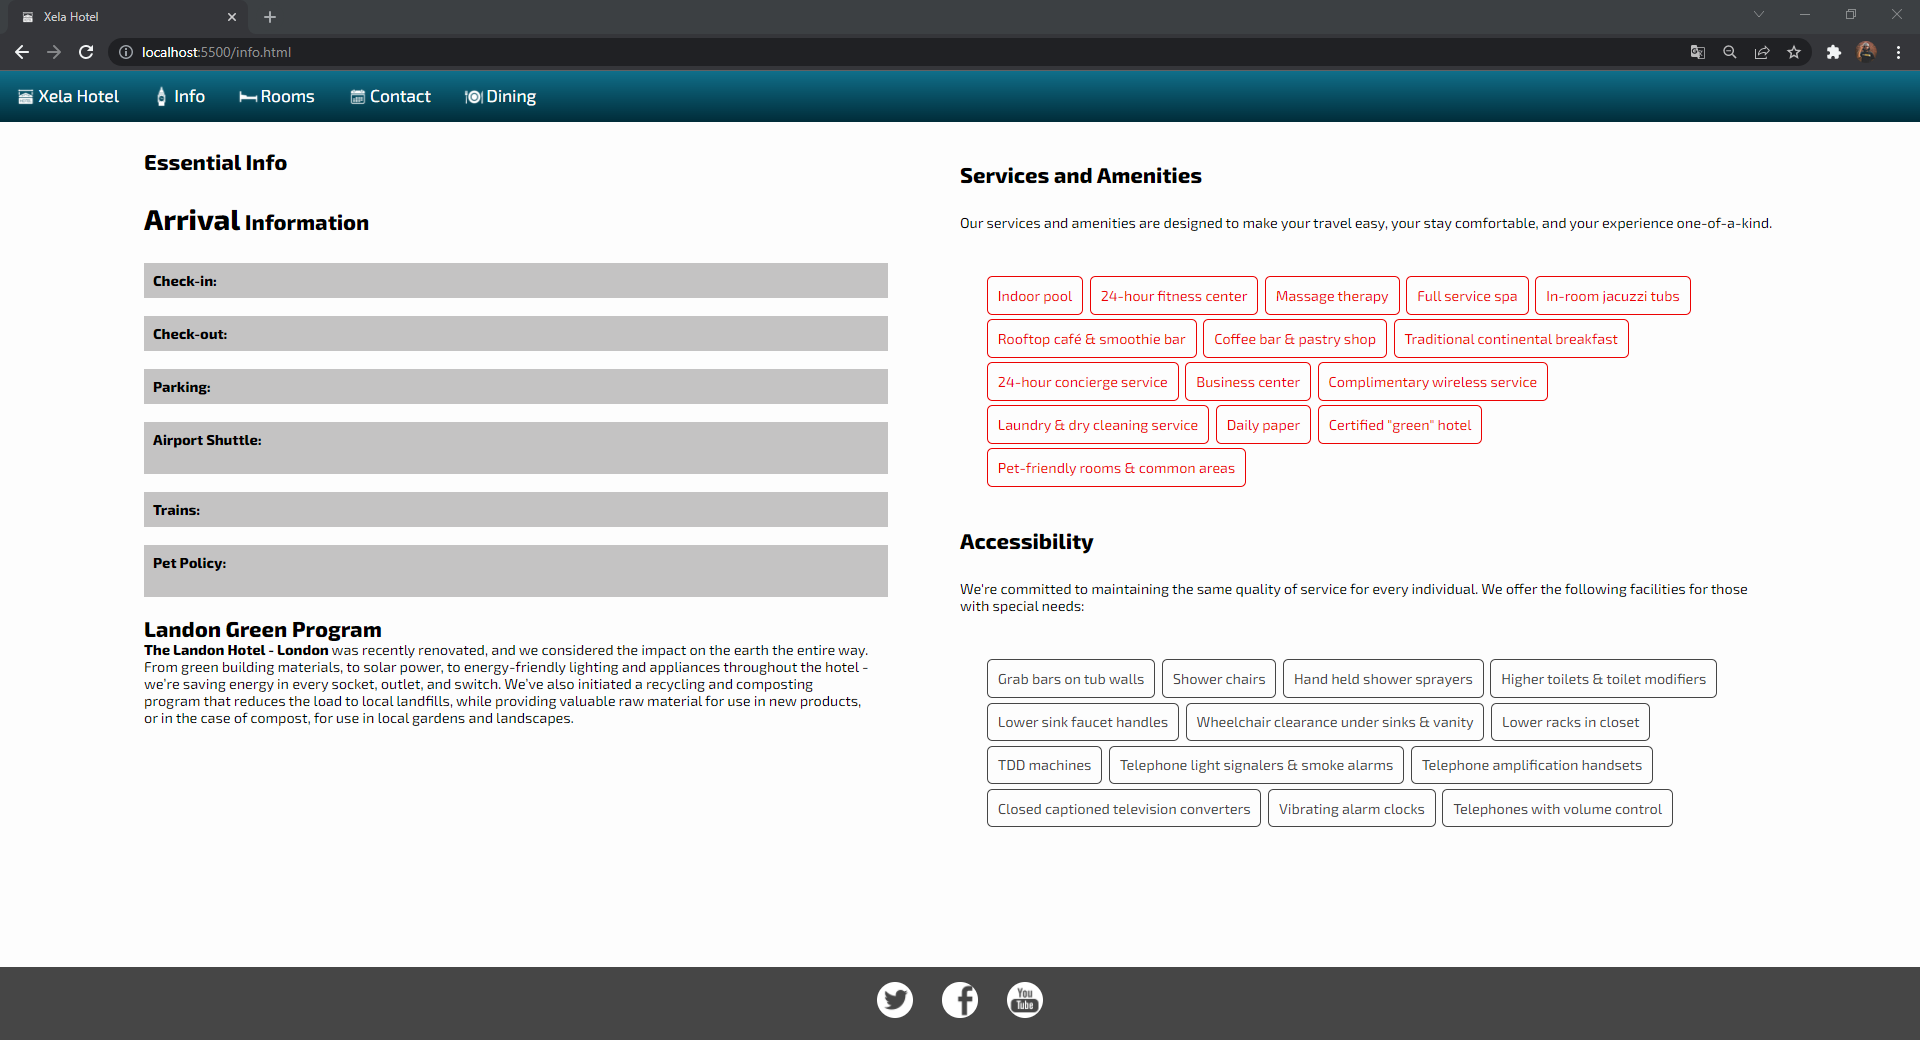 Xela Hotel
localhost:5500/info.html
Xela Hotel Info Rooms Contact Dining
Essential Info
Arrival Information
Check-in:
Check-out:
Parking:
Airport Shuttle:
Trains:
Pet Policy:
Landon Green Program
The Landon Hotel - London was recently renovated, and we considered the impact on the earth the entire way.
From green building materials, to solar power, to energy-friendly lighting and appliances throughout the hotel -
we're saving energy in every socket, outlet, and switch. We've also initiated a recycling and composting
program that reduces the load to local landfills, while providing valuable raw material for use in new products,
or in the case of compost, for use in local gardens and landscapes.
Services and Amenities
Our services and amenities are designed to make your travel easy, your stay comfortable, and your experience one-of-a-kind.
Indoor pool 24-hour fitness center Massage therapy Full service spa In-room jacuzzi tubs
Rooftop café & smoothie bar Coffee bar & pastry shop Traditional continental breakfast
24-hour concierge service Business center Complimentary wireless service
Laundry & dry cleaning service Daily paper Certified "green" hotel
Pet-friendly rooms & common areas
Accessibility
We're committed to maintaining the same quality of service for every individual. We offer the following facilities for those
with special needs:
Grab bars on tub walls Shower chairs Hand held shower sprayers Higher toilets & toilet modifiers
Lower sink faucet handles Wheelchair clearance under sinks & vanity Lower racks in closet
TDD machines Telephone light signalers & smoke alarms Telephone amplification handsets
Closed captioned television converters Vibrating alarm clocks Telephones with volume control
You
Tube